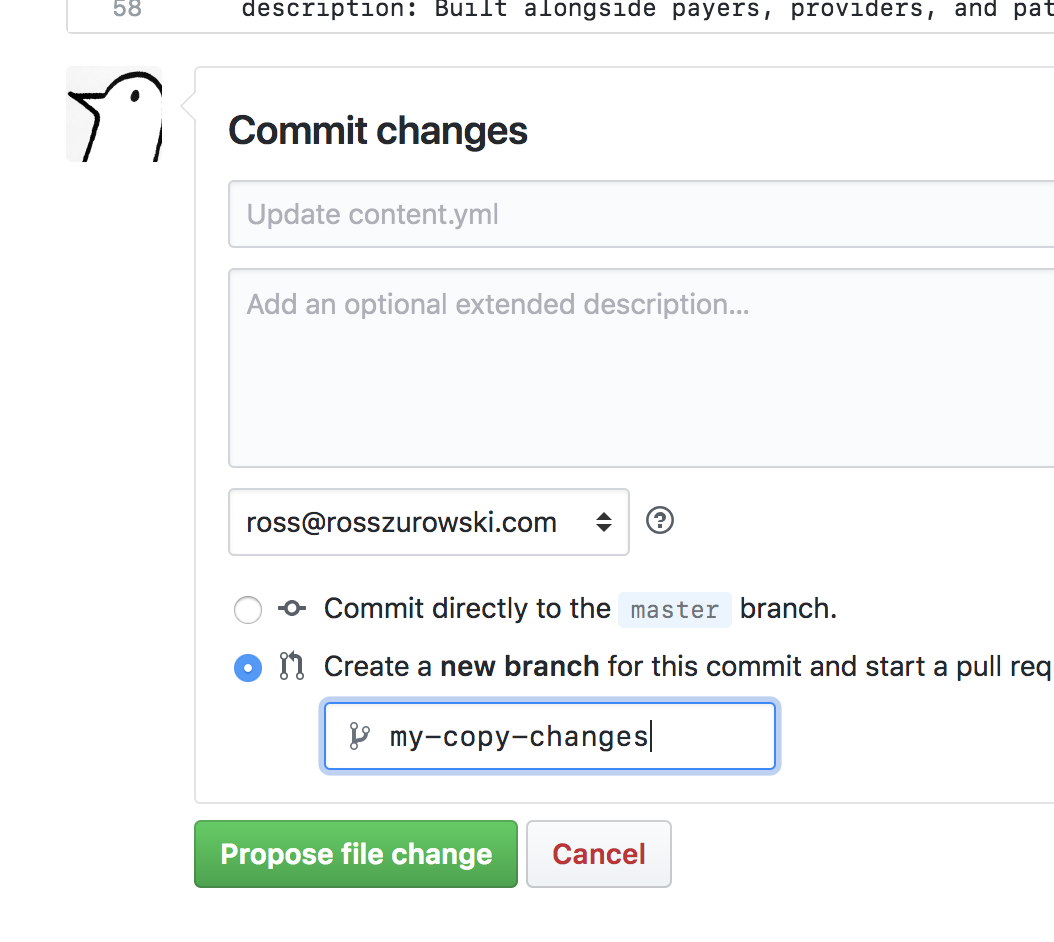 58 description: Built alongside payers, providers, and pat
Commit changes
Update content.yml
Add an optional extended description...
ross@rosszurowski.com
Commit directly to the master branch.
Create a new branch for this commit and start a pull req
my-copy-changes
Propose file change Cancel